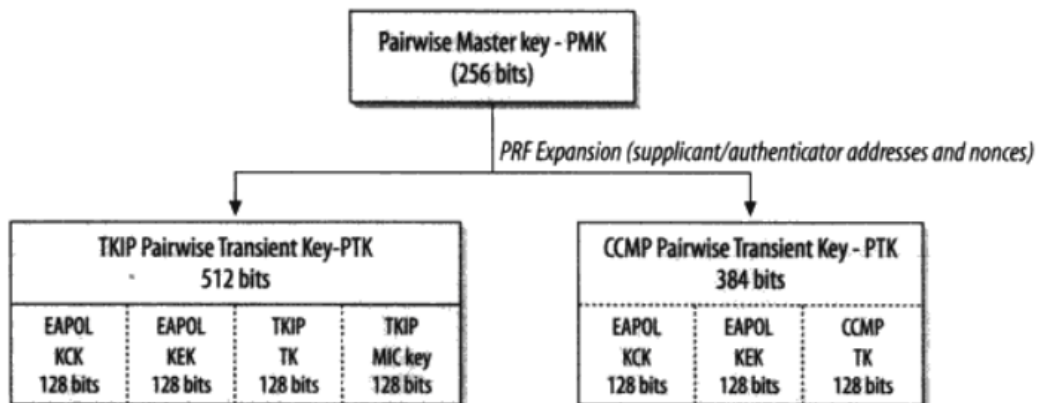 Pairwise Master key - PMK
(256 bits)
PRF Expansion (supplicant/authenticator addresses and nonces)
TKIP Pairwise Transient Key-PTK
512 bits
EAPOL
KCK
128 bits
EAPOL
KEK
128 bits
TKIP
TK
128 bits
TKIP
MIC key
128 bits
CCMP Pairwise Transient Key - PTK
384 bits
EAPOL
KCK
128 bits
EAPOL
KEK
128 bits
CCMP
TK
128 bits